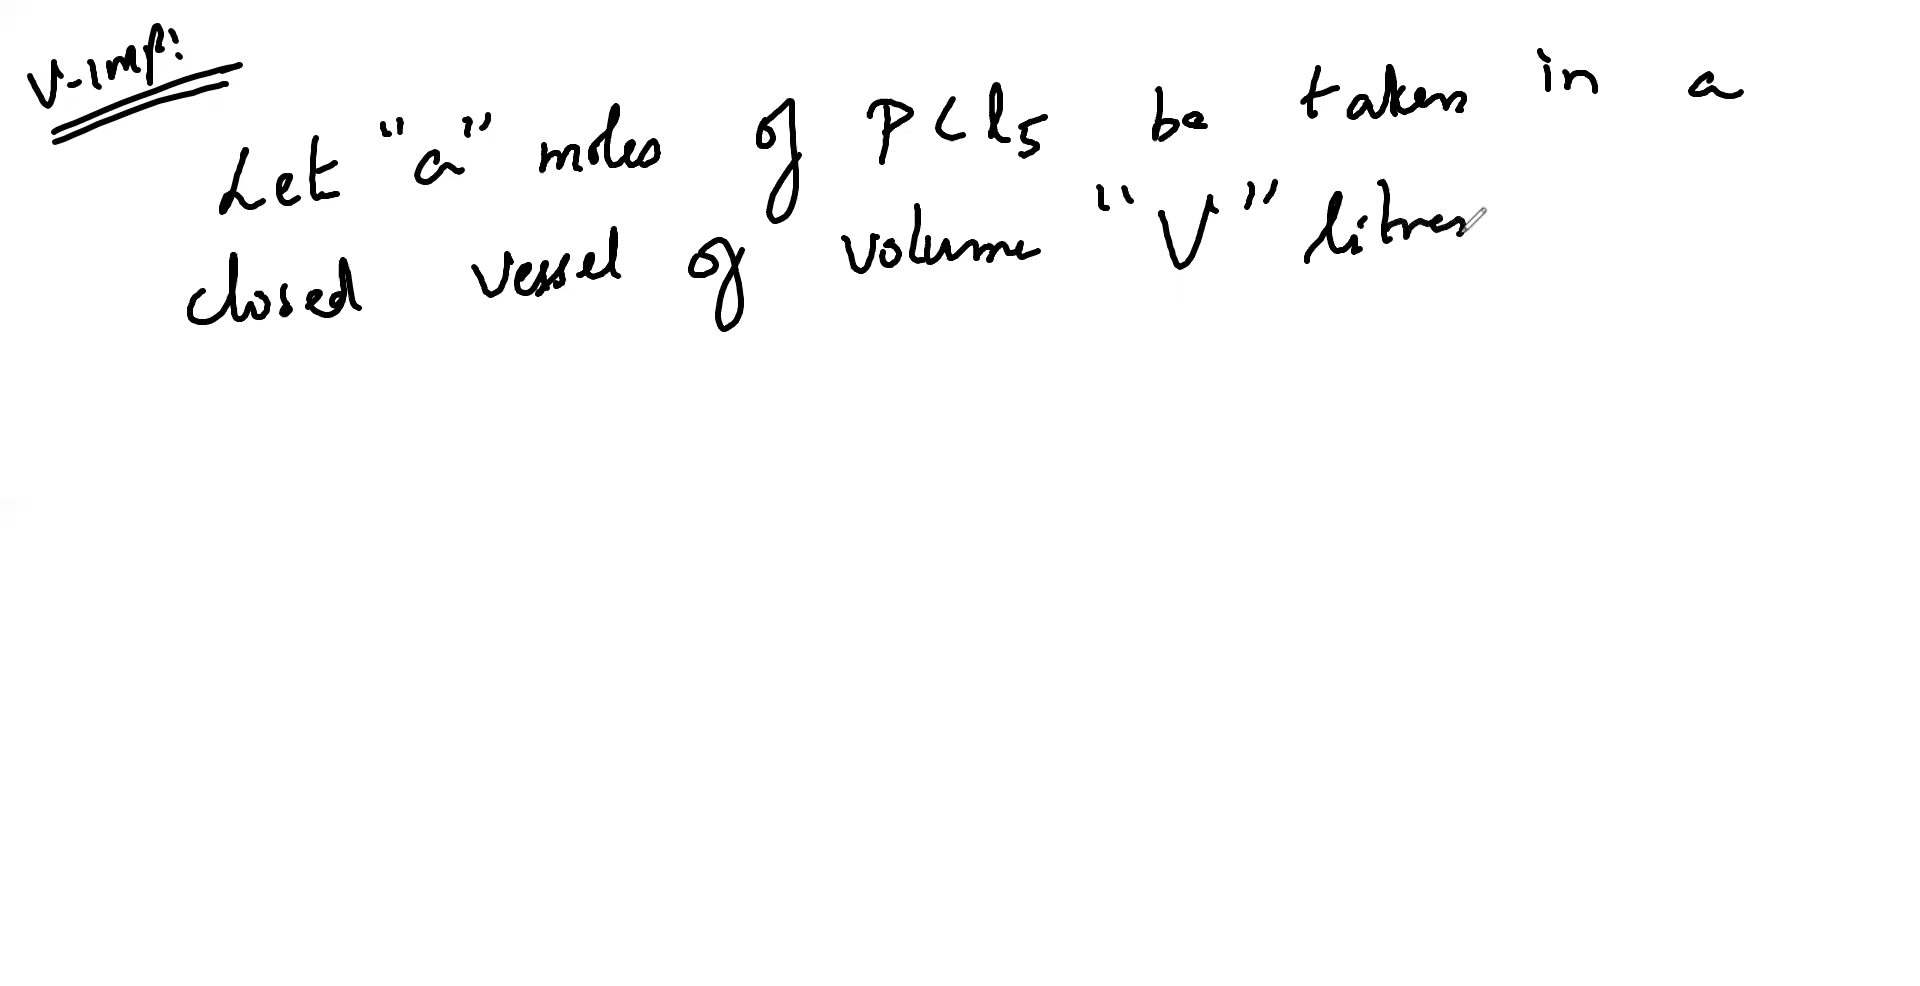 V-Imp:
Let "a" moles of PCl5 be taken in a
closed vessel of volume "V" litres